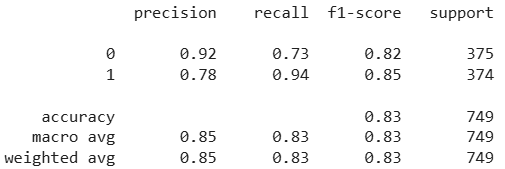 precision recall f1-score support
0 0.92 0.73 0.82 375
1 0.78 0.94 0.85 374
accuracy 0.83 749
macro avg 0.85 0.83 0.83 749
weighted avg 0.85 0.83 0.83 749